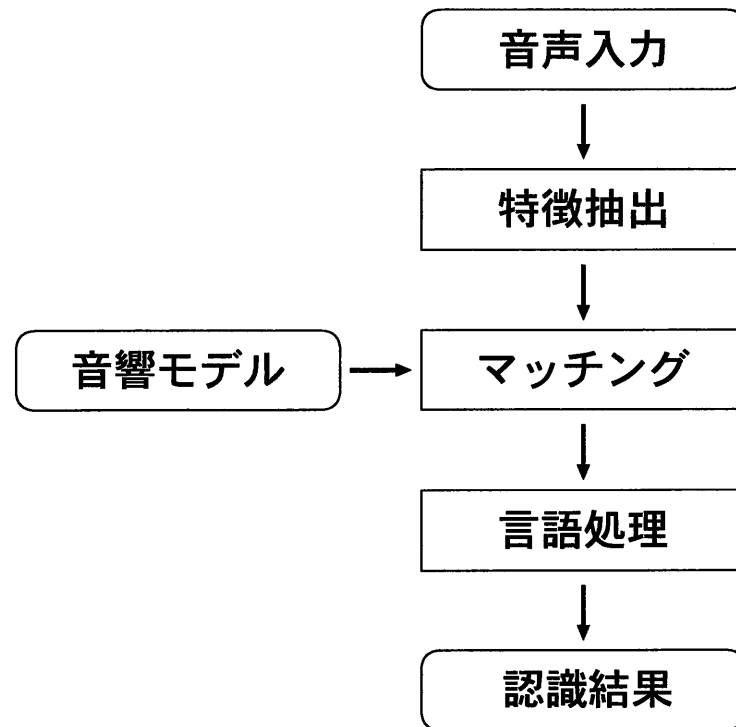 音声入力
特徴抽出
音響モデル
マッチング
言語処理
認識結果